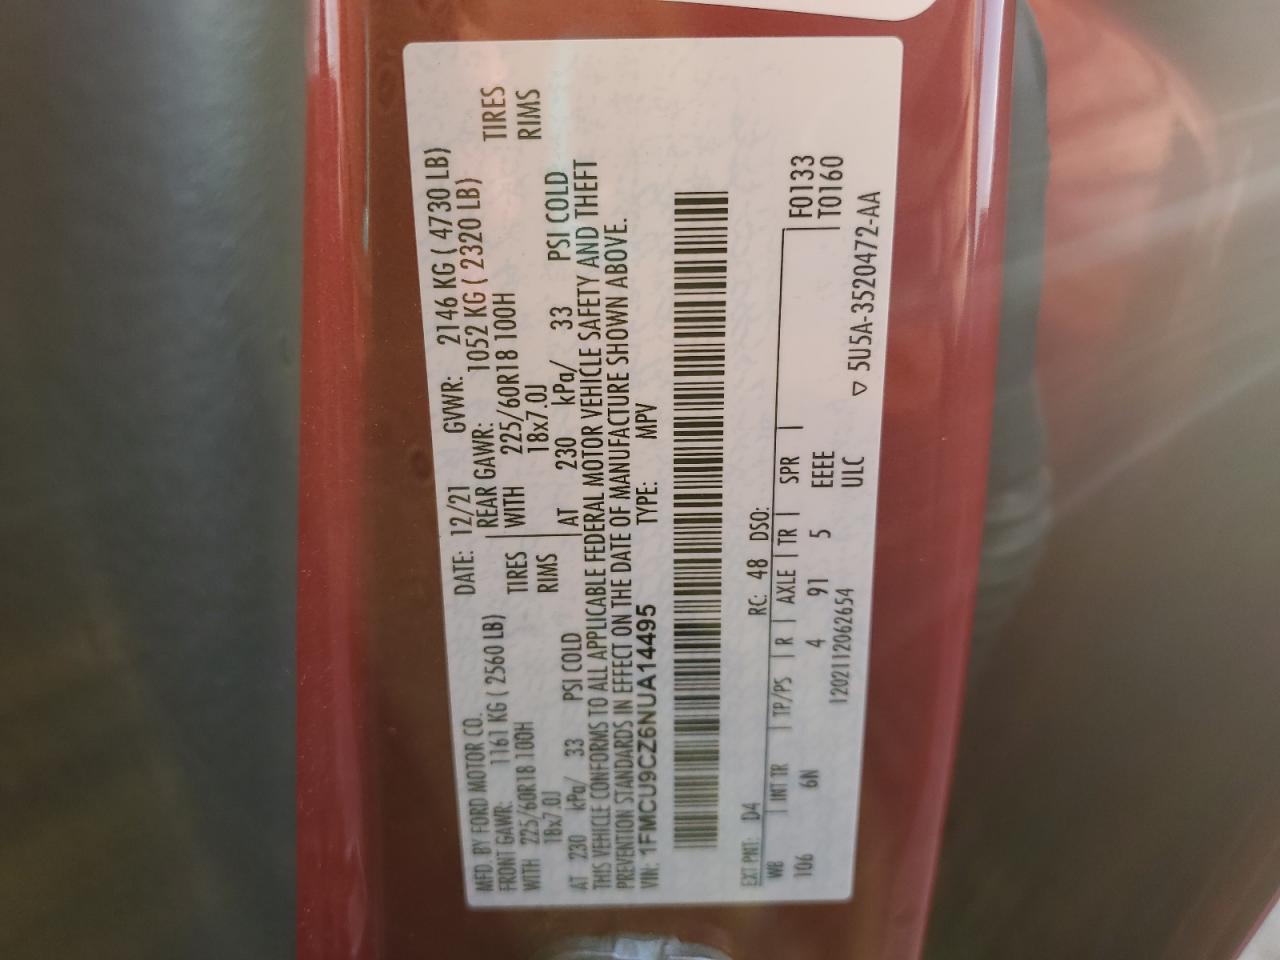 MFD. BY FORD MOTOR CO. DATE: 12/21 GVWR: 2146 KG ( 4730 LB)
FRONT GAWR: 1161 KG ( 2560 LB) REAR GAWR: 1052 KG ( 2320 LB)
WITH 225/60R18 100H TIRES WITH 225/60R18 100H TIRES
18x7.0J RIMS 18x7.0J RIMS
AT 230 kPa/ 33 PSI COLD AT 230 kPa/ 33 PSI COLD
THIS VEHICLE CONFORMS TO ALL APPLICABLE FEDERAL MOTOR VEHICLE SAFETY AND THEFT
PREVENTION STANDARDS IN EFFECT ON THE DATE OF MANUFACTURE SHOWN ABOVE.
VIN: 1FMCU9CZ6NUA14495 TYPE: MPV
EXT PNT: D4 RC: 48 DSO:
WB INT TR TP/PS R AXLE TR SPR F0133
106 6N 4 91 5 EEEE T0160
1202112062654 ULC
▽ 5U5A-3520472-AA